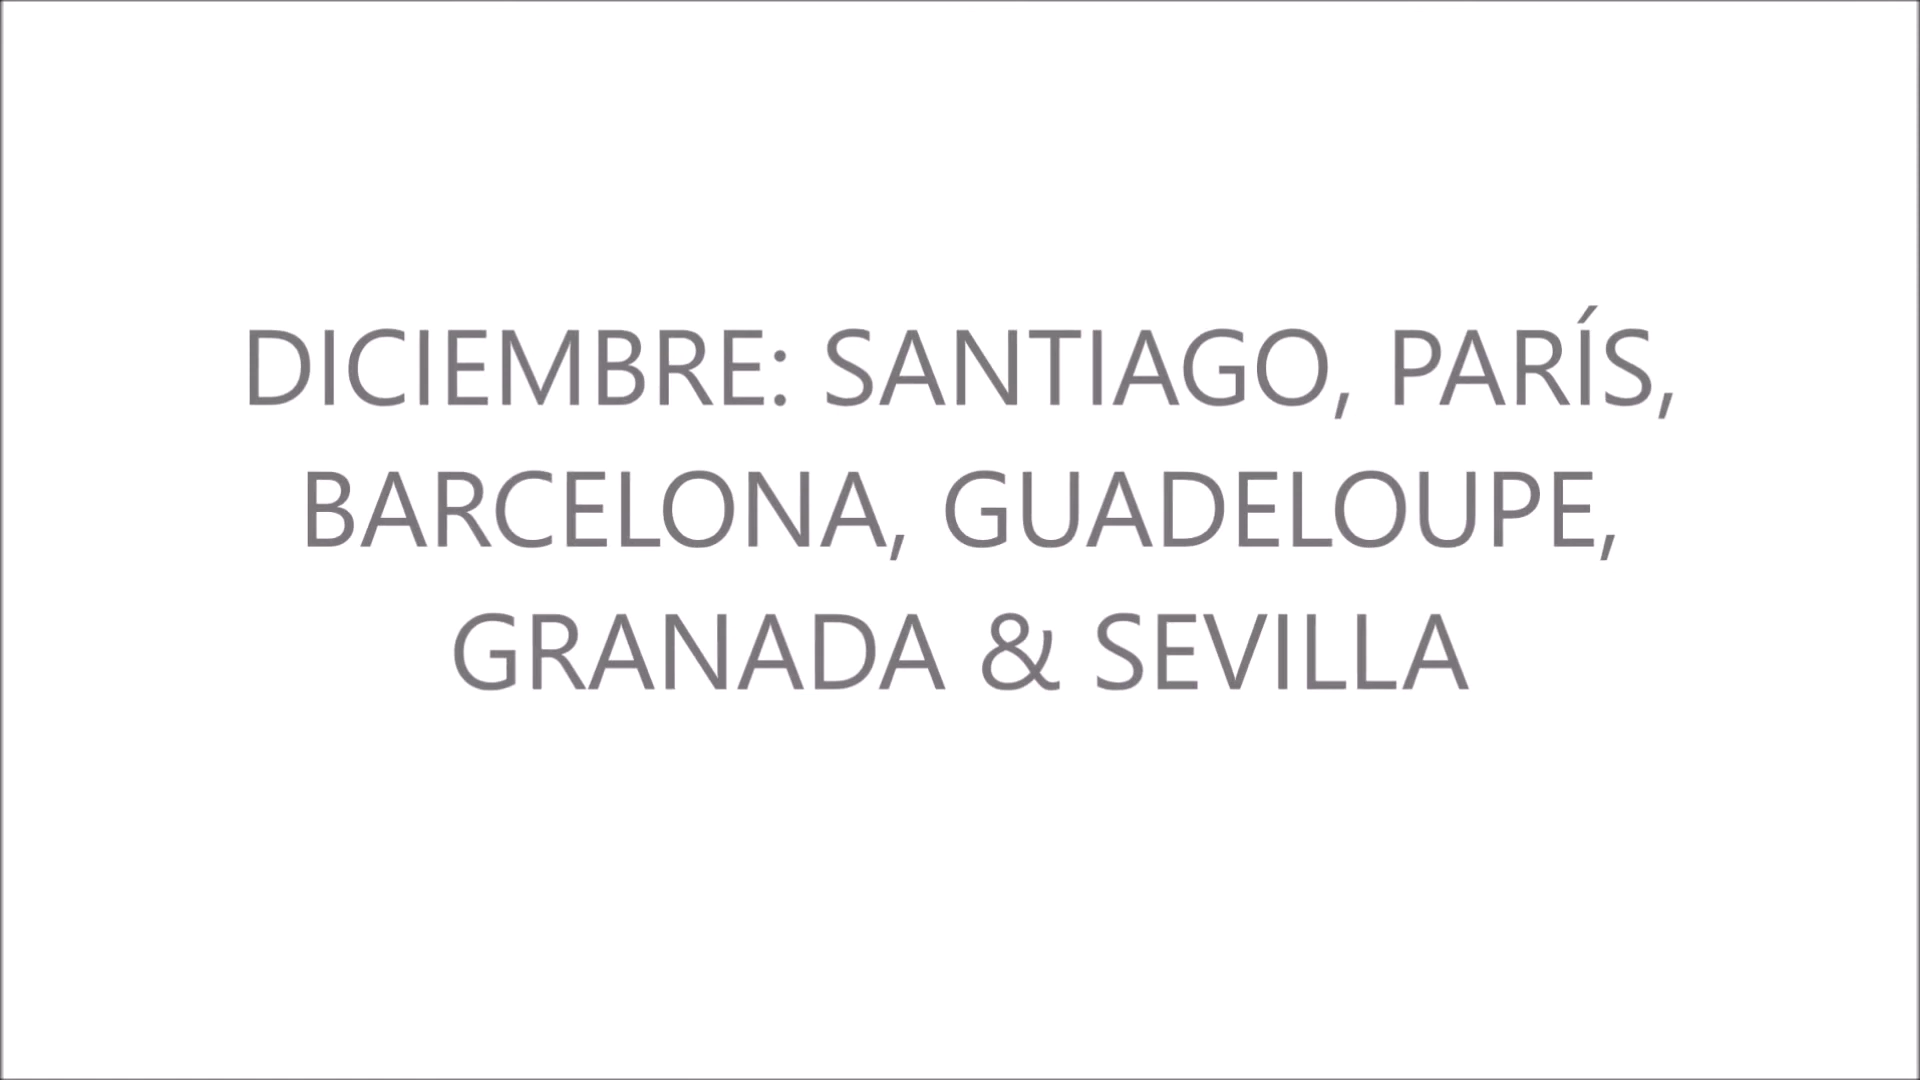 DICIEMBRE: SANTIAGO, PARÍS,
BARCELONA, GUADELOUPE,
GRANADA & SEVILLA